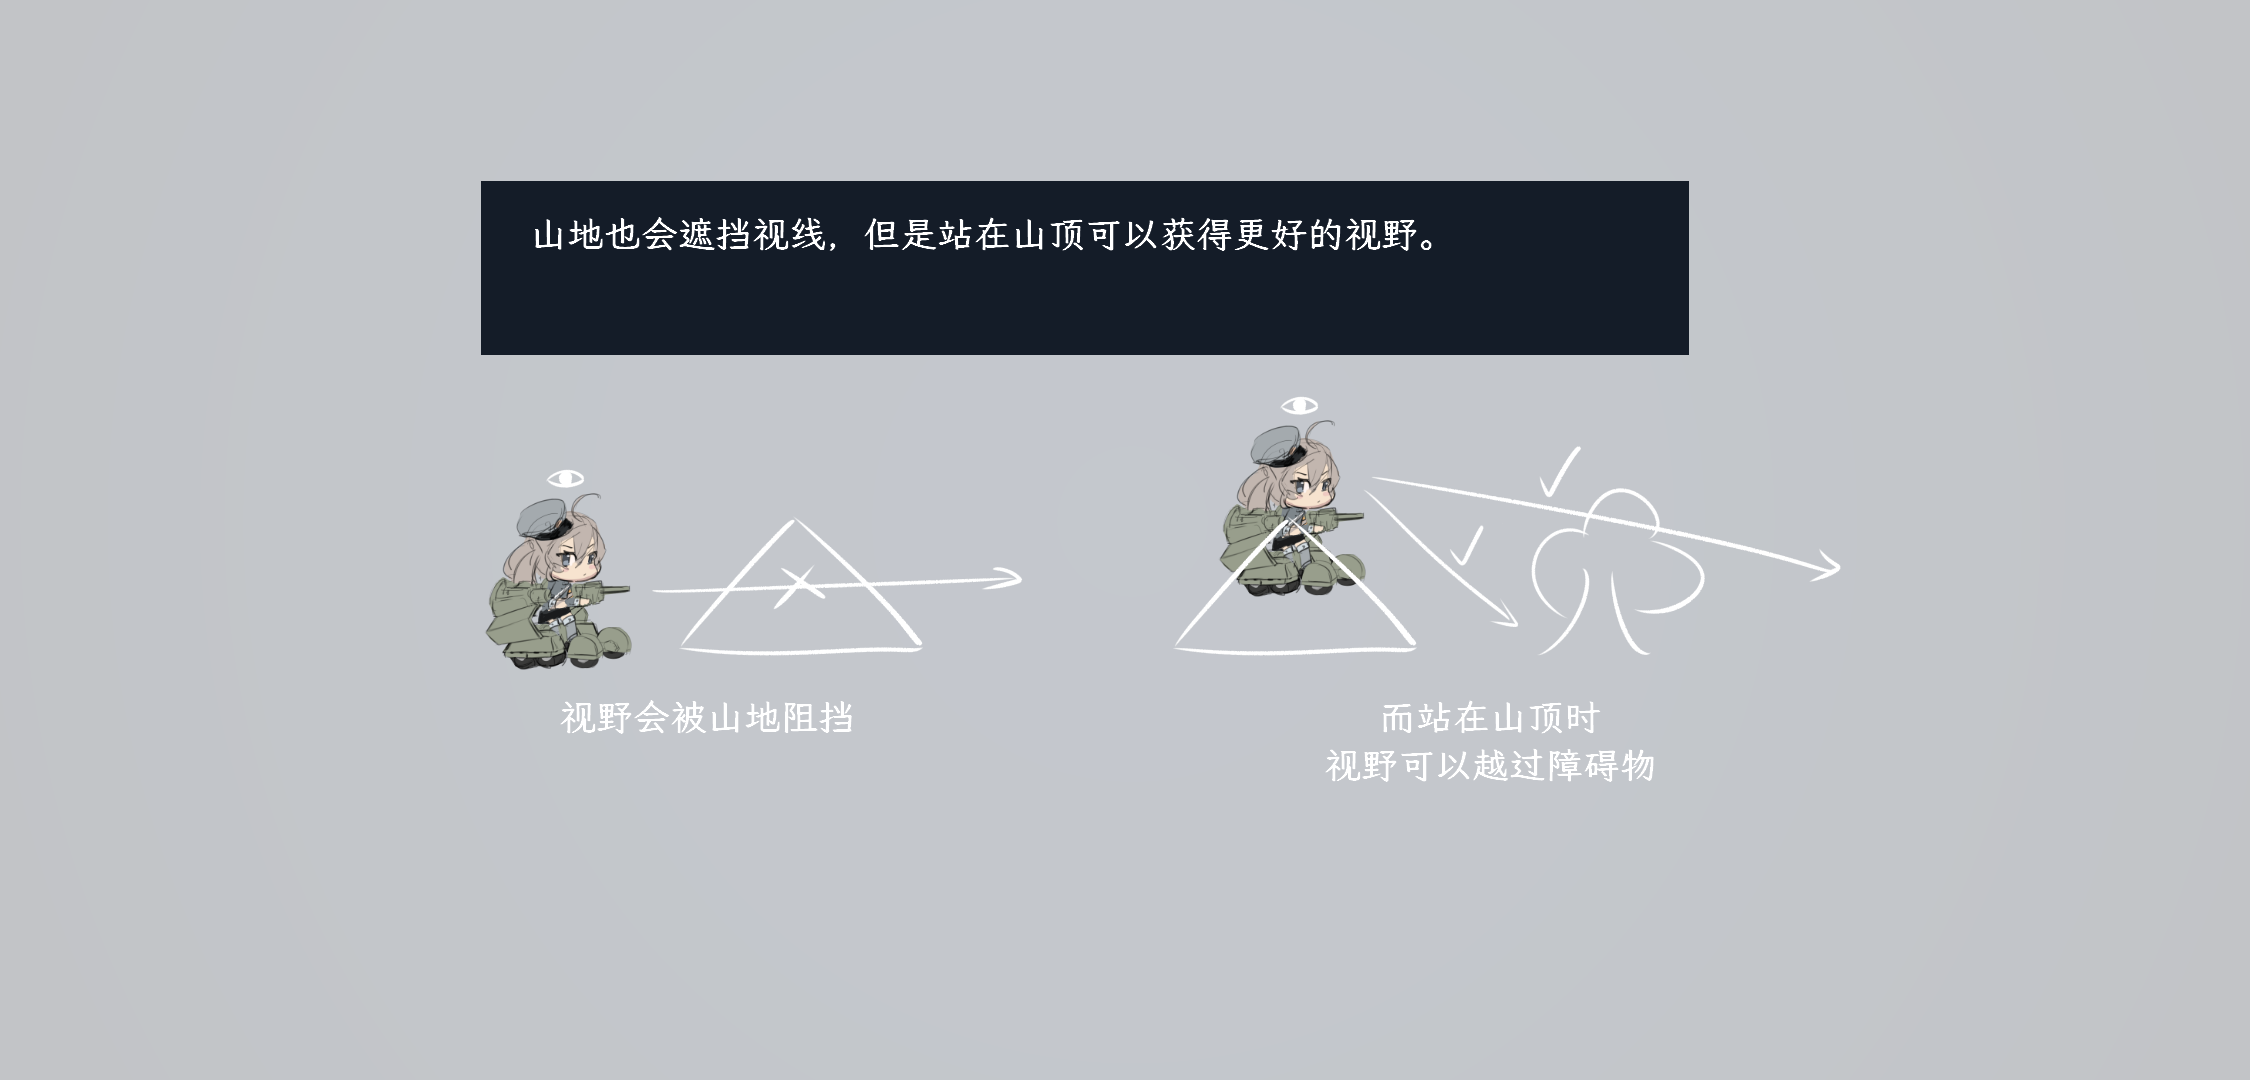 山地也会遮挡视线，但是站在山顶可以获得更好的视野。
视野会被山地阻挡
而站在山顶时
视野可以越过障碍物